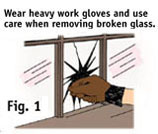 Wear heavy work gloves and use
care when removing broken glass.
Fig. 1